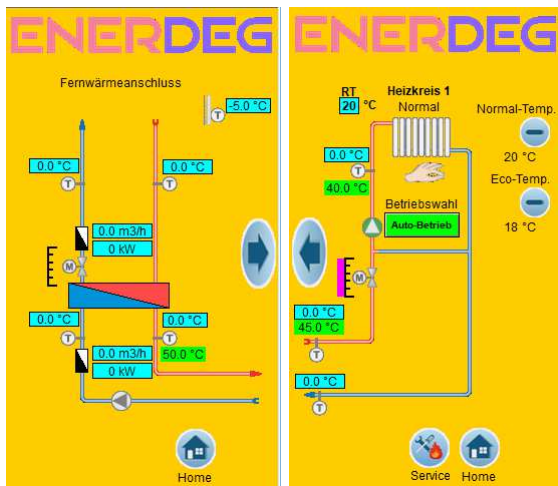 ENERDEG
Fernwärmeanschluss
-5.0 °C
T
0.0 °C
0.0 °C
T
T
0.0 m3/h
0 kW
M
0.0 °C
0.0 °C
T
T
50.0 °C
0.0 m3/h
0 kW
Home
ENERDEG
RT
20 °C
Heizkreis 1
Normal
Normal-Temp.
20 °C
Eco-Temp.
18 °C
0.0 °C
T
40.0 °C
Betriebswahl
Auto-Betrieb
M
0.0 °C
45.0 °C
T
0.0 °C
T
Service
Home